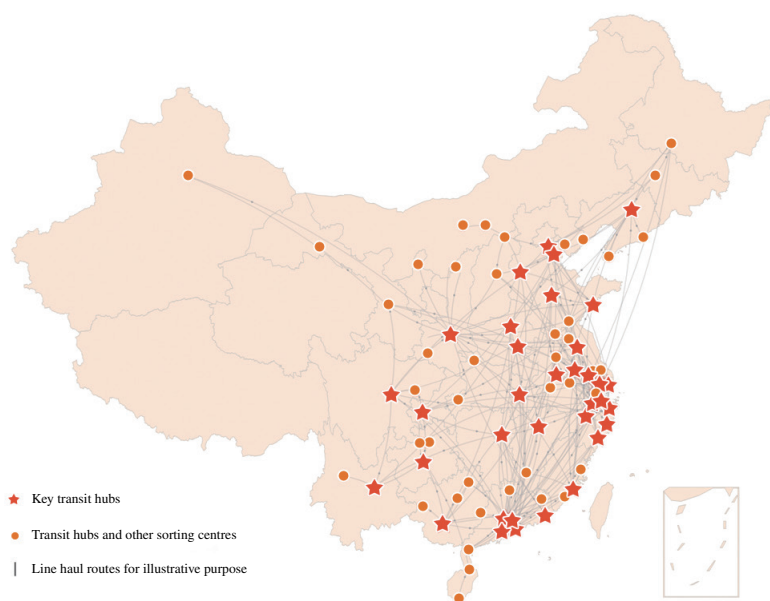 Key transit hubs
Transit hubs and other sorting centres
Line haul routes for illustrative purpose